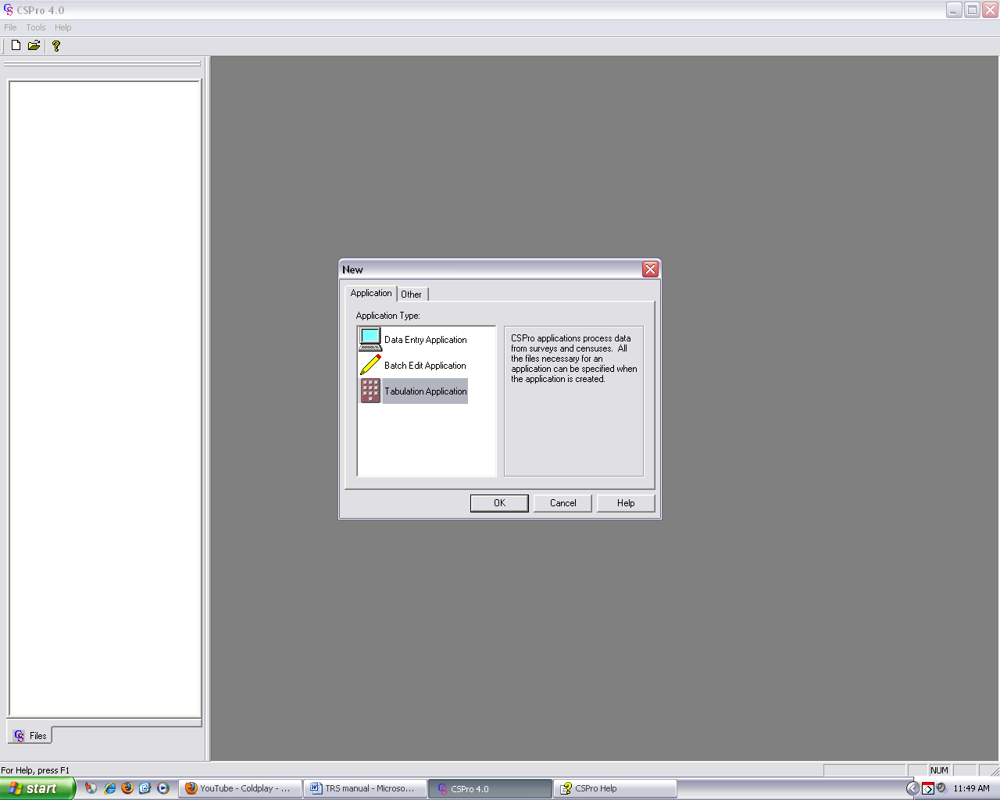 CSPro 4.0
File Tools Help
New
Application Other
Application Type:
Data Entry Application
Batch Edit Application
Tabulation Application
CSPro applications process data
from surveys and censuses. All
the files necessary for an
application can be specified when
the application is created.
OK Cancel Help
Files
For Help, press F1
NUM
start
YouTube - Coldplay - ...
TRS manual - Microso...
CSPro 4.0
CSPro Help
11:49 AM